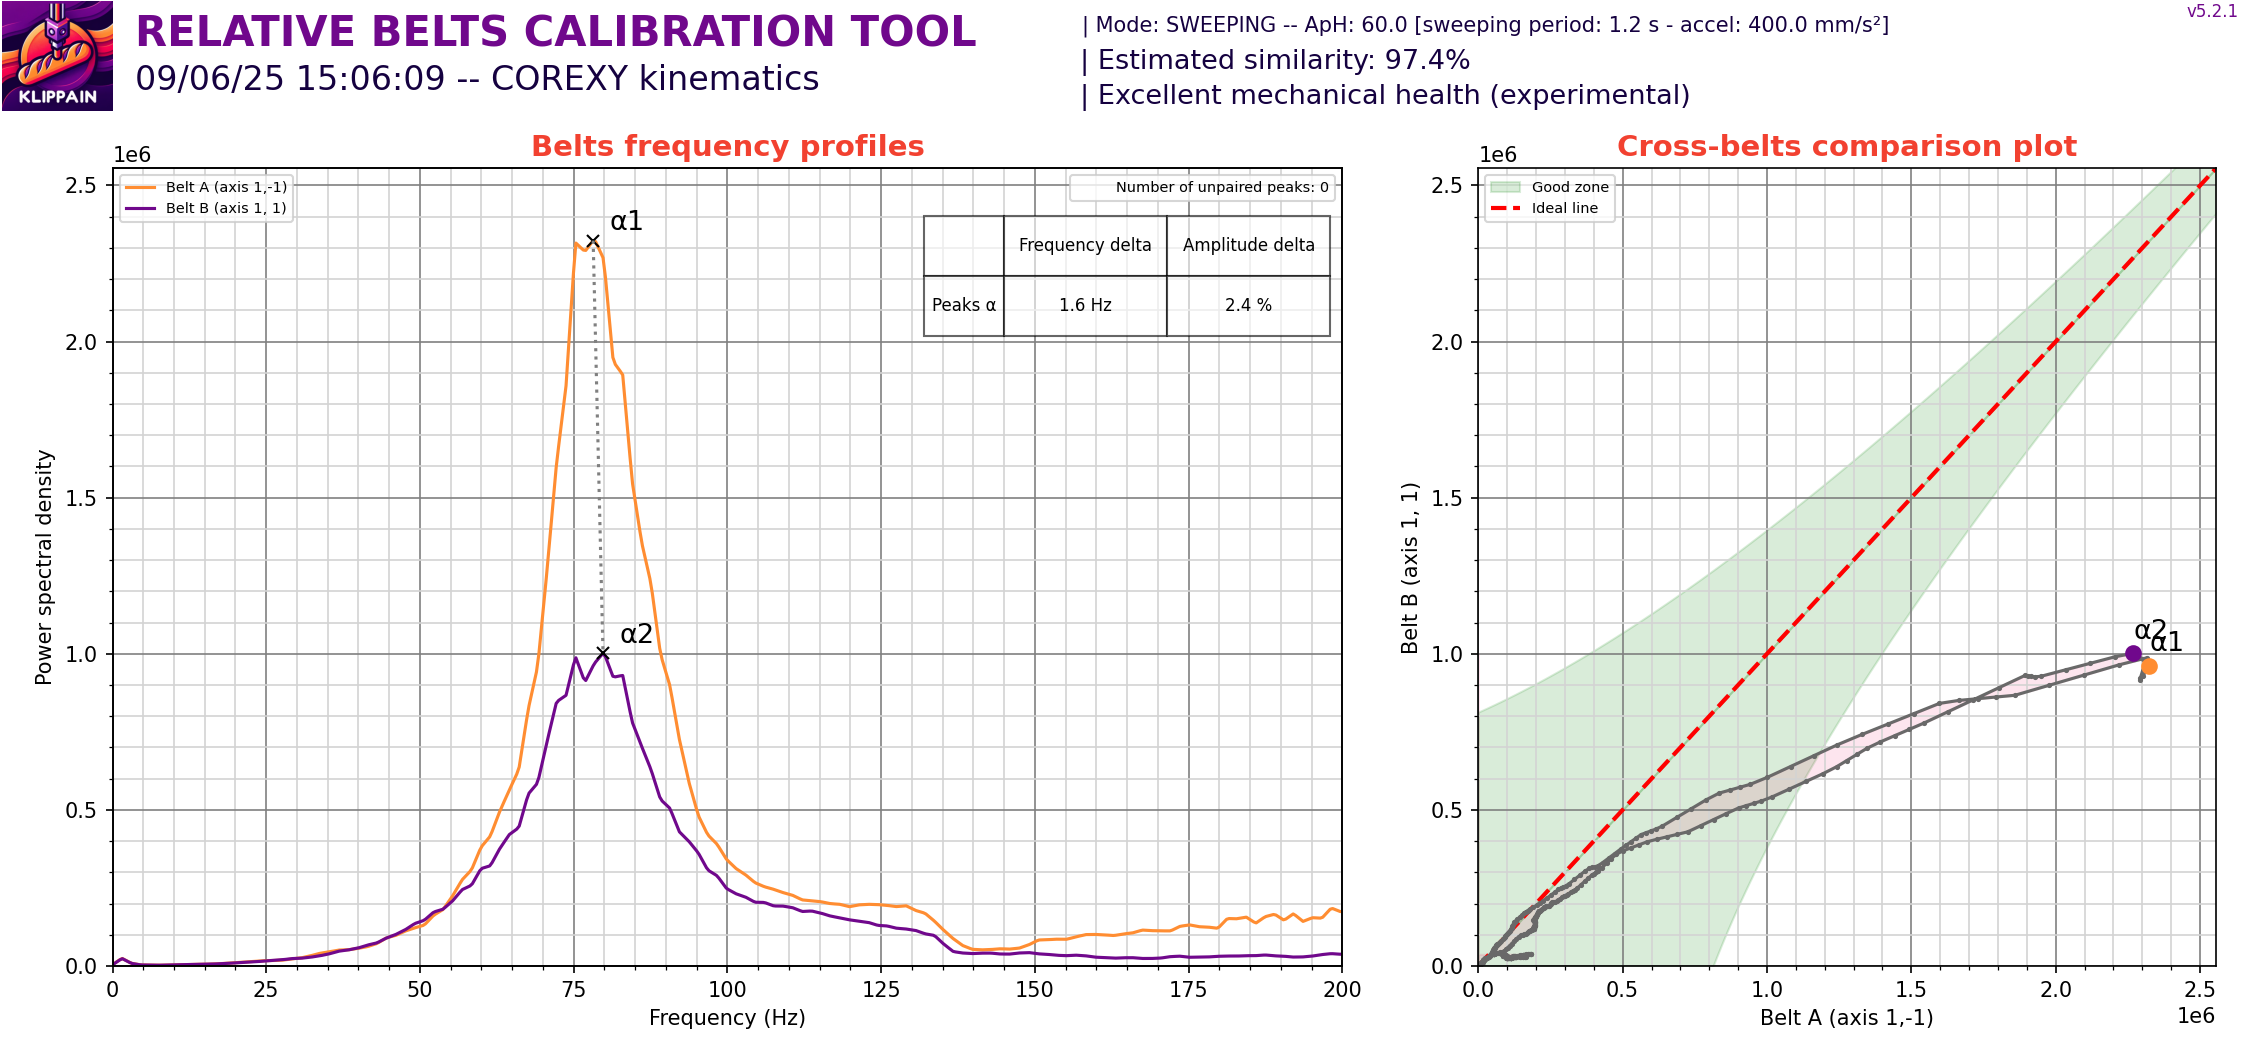 KLIPPAIN
RELATIVE BELTS CALIBRATION TOOL
09/06/25 15:06:09 -- COREXY kinematics
| Mode: SWEEPING -- ApH: 60.0 [sweeping period: 1.2 s - accel: 400.0 mm/s²]
| Estimated similarity: 97.4%
| Excellent mechanical health (experimental)
v5.2.1
Belts frequency profiles
1e6
Belt A (axis 1,-1)
Belt B (axis 1, 1)
Number of unpaired peaks: 0
Frequency delta
Amplitude delta
Peaks α
1.6 Hz
2.4 %
α1
α2
Power spectral density
2.5
2.0
1.5
1.0
0.5
0.0
0
25
50
75
100
125
150
175
200
Frequency (Hz)
Cross-belts comparison plot
1e6
Good zone
Ideal line
α2
α1
Belt B (axis 1, 1)
2.5
2.0
1.5
1.0
0.5
0.0
0.0
0.5
1.0
1.5
2.0
2.5
1e6
Belt A (axis 1,-1)